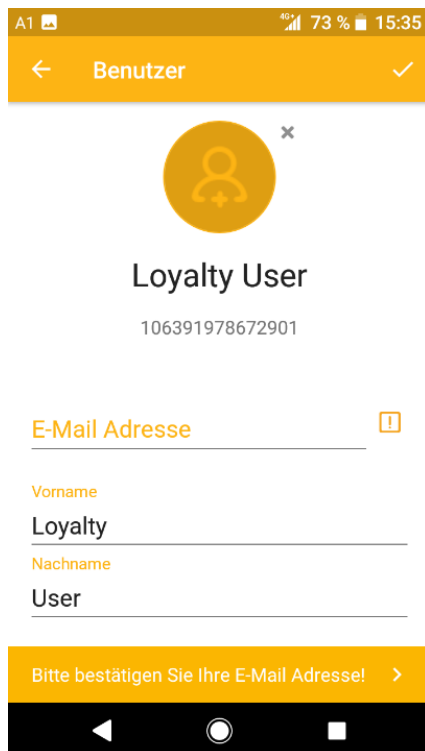 A1 4G+ 73 % 15:35
Benutzer
Loyalty User
106391978672901
E-Mail Adresse
Vorname
Loyalty
Nachname
User
Bitte bestätigen Sie Ihre E-Mail Adresse!